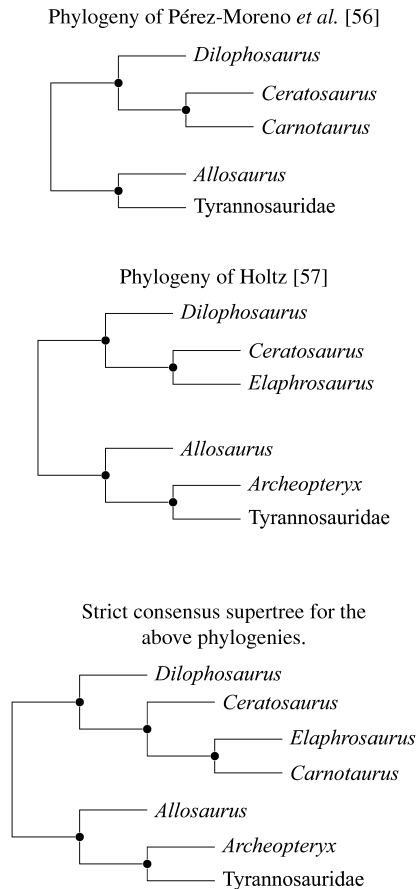 Phylogeny of Pérez-Moreno et al. [56]
Dilophosaurus
Ceratosaurus
Carnotaurus
Allosaurus
Tyrannosauridae
Phylogeny of Holtz [57]
Dilophosaurus
Ceratosaurus
Elaphrosaurus
Allosaurus
Archeopteryx
Tyrannosauridae
Strict consensus supertree for the
above phylogenies.
Dilophosaurus
Ceratosaurus
Elaphrosaurus
Carnotaurus
Allosaurus
Archeopteryx
Tyrannosauridae